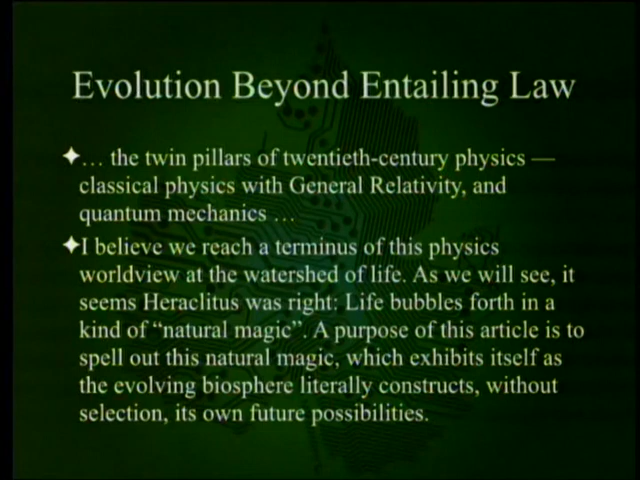 Evolution Beyond Entailing Law
… the twin pillars of twentieth-century physics —
classical physics with General Relativity, and
quantum mechanics …
I believe we reach a terminus of this physics
worldview at the watershed of life. As we will see, it
seems Heraclitus was right: Life bubbles forth in a
kind of “natural magic”. A purpose of this article is to
spell out this natural magic, which exhibits itself as
the evolving biosphere literally constructs, without
selection, its own future possibilities.